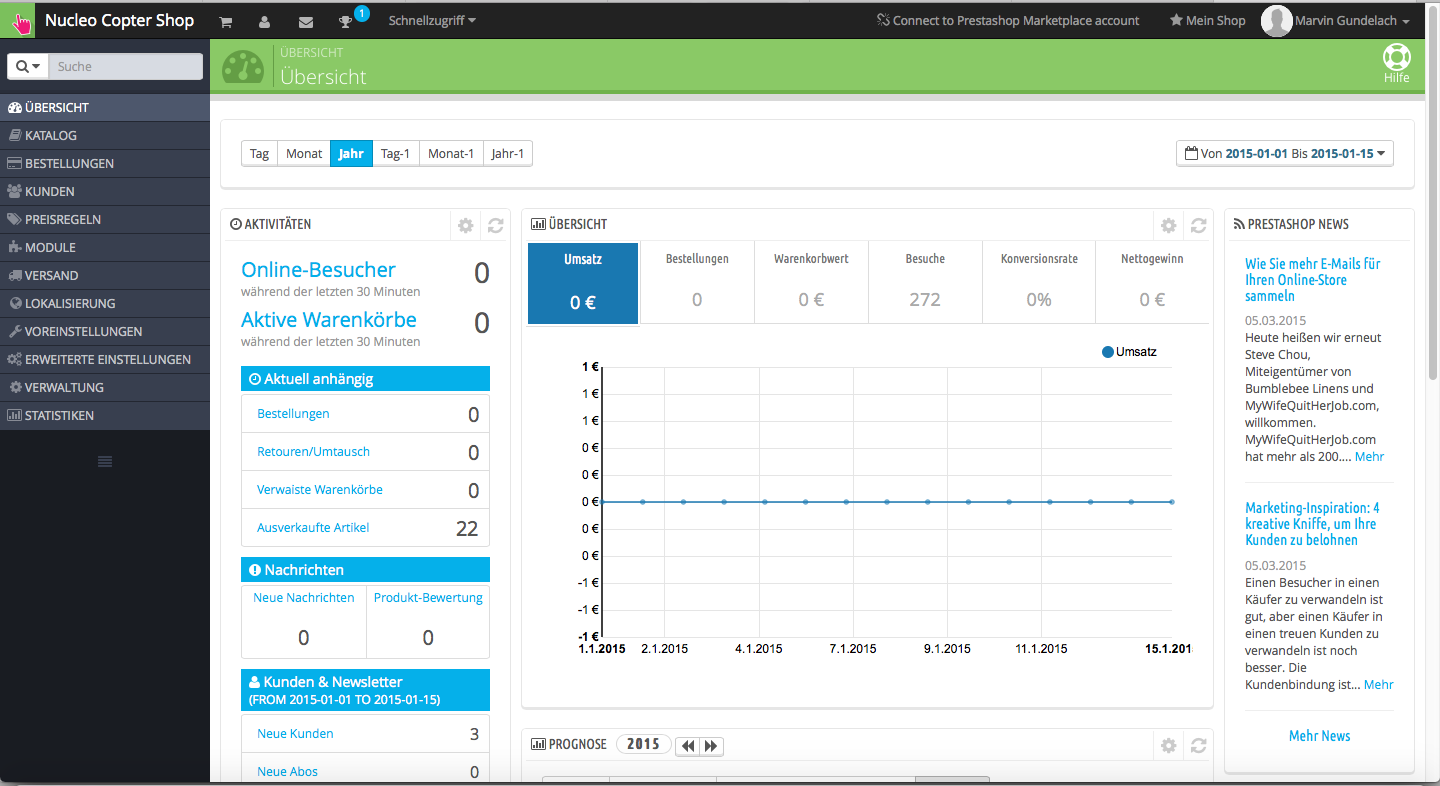 Nucleo Copter Shop
1
Schnellzugriff
Connect to Prestashop Marketplace account
Mein Shop
Marvin Gundelach
Suche
ÜBERSICHT
Übersicht
Hilfe
ÜBERSICHT
KATALOG
BESTELLUNGEN
KUNDEN
PREISREGELN
MODULE
VERSAND
LOKALISIERUNG
VOREINSTELLUNGEN
ERWEITERTE EINSTELLUNGEN
VERWALTUNG
STATISTIKEN
Tag Monat Jahr Tag-1 Monat-1 Jahr-1
Von 2015-01-01 Bis 2015-01-15
AKTIVITÄTEN
Online-Besucher 0
während der letzten 30 Minuten
Aktive Warenkörbe 0
während der letzten 30 Minuten
Aktuell anhängig
Bestellungen 0
Retouren/Umtausch 0
Verwaiste Warenkörbe 0
Ausverkaufte Artikel 22
Nachrichten
Neue Nachrichten Produkt-Bewertung
0 0
Kunden & Newsletter
(FROM 2015-01-01 TO 2015-01-15)
Neue Kunden 3
Neue Abos 0
ÜBERSICHT
Umsatz Bestellungen Warenkorbwert Besuche Konversionsrate Nettogewinn
0 € 0 0 € 272 0% 0 €
Umsatz
1 €
1 €
1 €
0 €
0 €
0 €
0 €
0 €
-1 €
-1 €
-1 €
1.1.2015 2.1.2015 4.1.2015 7.1.2015 9.1.2015 11.1.2015 15.1.201
PROGNOSE 2015
PRESTASHOP NEWS
Wie Sie mehr E-Mails für
Ihren Online-Store
sammeln
05.03.2015
Heute heißen wir erneut
Steve Chou,
Miteigentümer von
Bumblebee Linens und
MyWifeQuitHerJob.com,
willkommen.
MyWifeQuitHerJob.com
hat mehr als 200.... Mehr
Marketing-Inspiration: 4
kreative Kniffe, um Ihre
Kunden zu belohnen
05.03.2015
Einen Besucher in einen
Käufer zu verwandeln ist
gut, aber einen Käufer in
einen treuen Kunden zu
verwandeln ist noch
besser. Die
Kundenbindung ist... Mehr
Mehr News